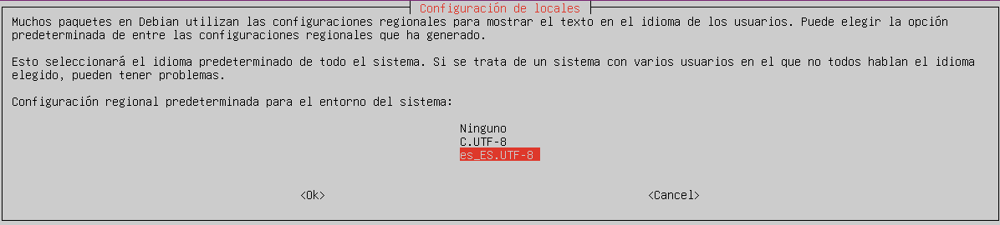 Configuración de locales
Muchos paquetes en Debian utilizan las configuraciones regionales para mostrar el texto en el idioma de los usuarios. Puede elegir la opción
predeterminada de entre las configuraciones regionales que ha generado.
Esto seleccionará el idioma predeterminado de todo el sistema. Si se trata de un sistema con varios usuarios en el que no todos hablan el idioma
elegido, pueden tener problemas.
Configuración regional predeterminada para el entorno del sistema:
Ninguno
C.UTF-8
es_ES.UTF-8
<Ok> <Cancel>